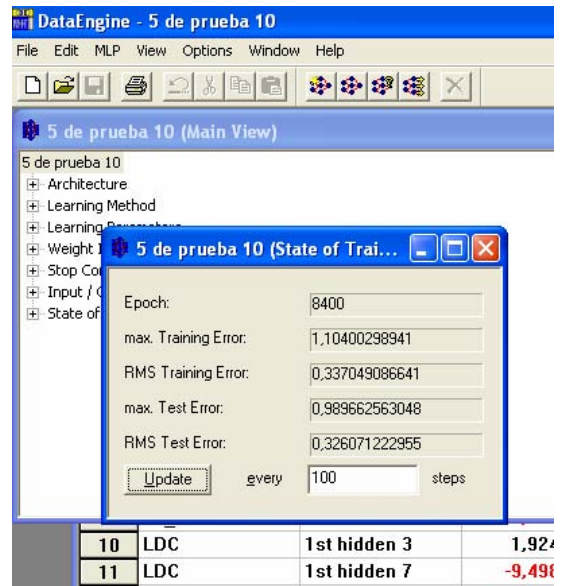 DataEngine - 5 de prueba 10
File Edit MLP View Options Window Help
5 de prueba 10 (Main View)
5 de prueba 10
Architecture
Learning Method
Learning
Weight
Stop
Input /
State of
5 de prueba 10 (State of Trai...
Epoch: 8400
max. Training Error: 1,10400298941
RMS Training Error: 0,337049086641
max. Test Error: 0,989662563048
RMS Test Error: 0,326071222955
Update every 100 steps
10 LDC 1st hidden 3 1,924
11 LDC 1st hidden 7 -9,498